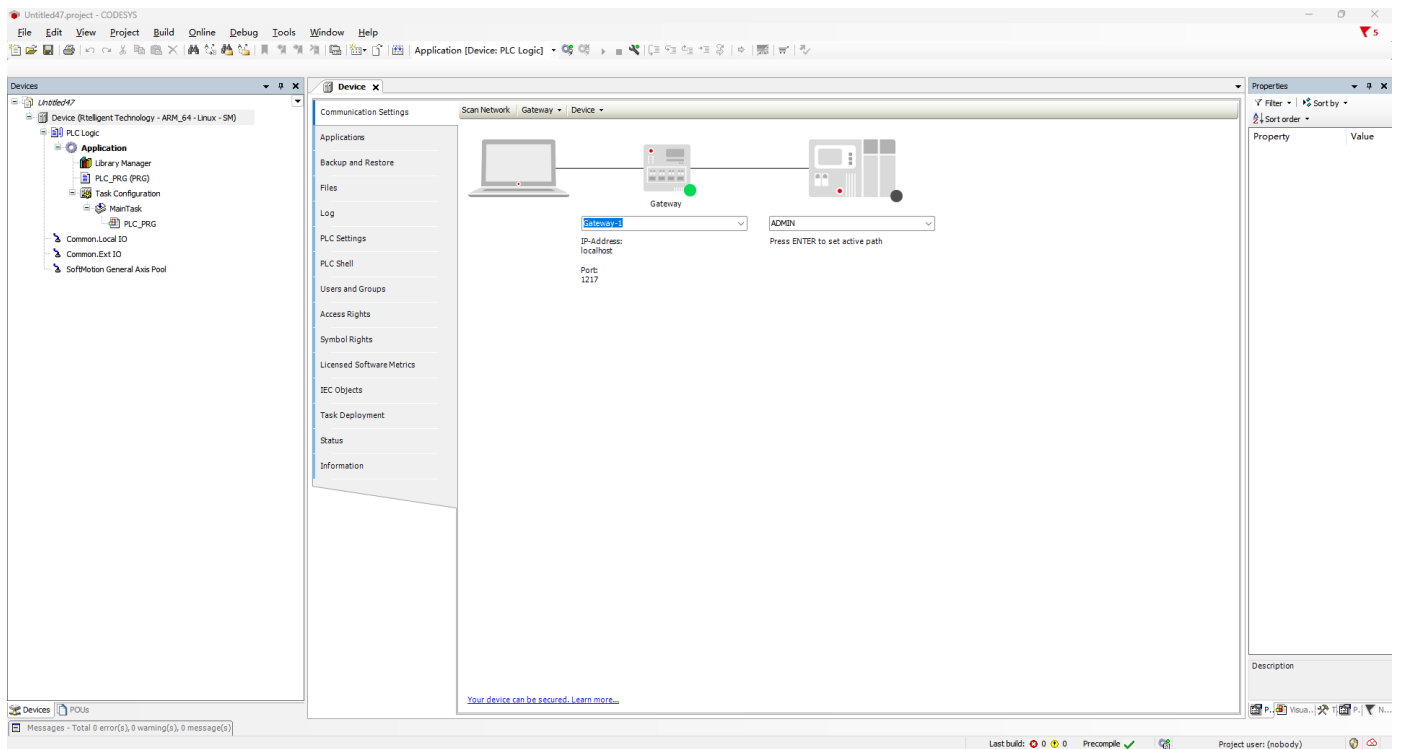 Untitled47.project - CODESYS
File Edit View Project Build Online Debug Tools Window Help
5
Application [Device: PLC Logic]
Devices
Untitled47
Device (Rtelligent Technology - ARM_64 - Linux - SM)
PLC Logic
Application
Library Manager
PLC_PRG (PRG)
Task Configuration
MainTask
PLC_PRG
Common.Local IO
Common.Ext IO
SoftMotion General Axis Pool
Devices POUs
Device
Communication Settings
Applications
Backup and Restore
Files
Log
PLC Settings
PLC Shell
Users and Groups
Access Rights
Symbol Rights
Licensed Software Metrics
IEC Objects
Task Deployment
Status
Information
Scan Network Gateway Device
Gateway
Gateway-1
IP-Address:
localhost
Port:
1217
ADMIN
Press ENTER to set active path
Your device can be secured. Learn more...
Properties
Filter Sort by
Sort order
Property Value
Description
P... Visua... T. P.. N...
Messages - Total 0 error(s), 0 warning(s), 0 message(s)
Last build: 0 0 Precompile Project user: (nobody)